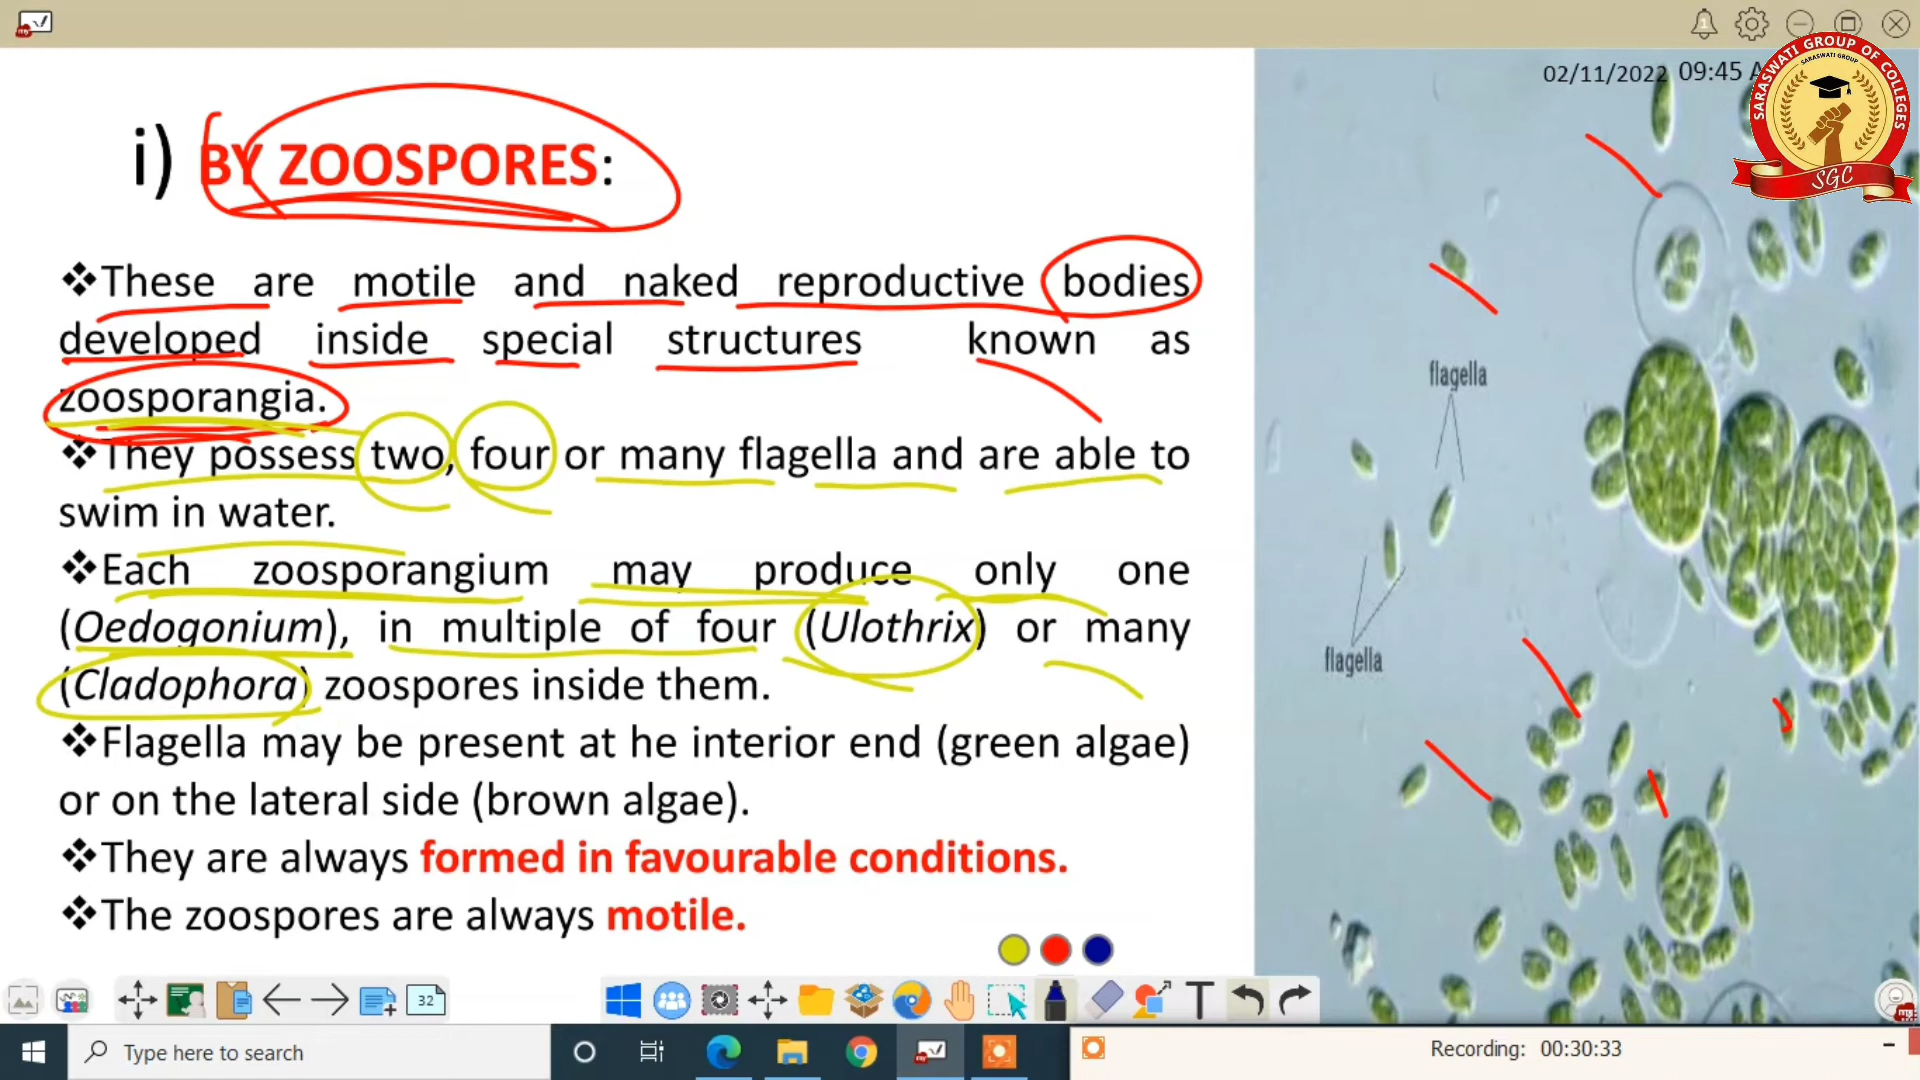 02/11/2022 09:45 A
SARASWATI GROUP OF COLLEGES
SARASWATI GROUP
SGC
i) BY ZOOSPORES:
❖These are motile and naked reproductive bodies
developed inside special structures known as
zoosporangia.
❖They possess two, four or many flagella and are able to
swim in water.
❖Each zoosporangium may produce only one
(Oedogonium), in multiple of four (Ulothrix) or many
(Cladophora) zoospores inside them.
❖Flagella may be present at he interior end (green algae)
or on the lateral side (brown algae).
❖They are always formed in favourable conditions.
❖The zoospores are always motile.
flagella
flagella
32
Type here to search
Recording: 00:30:33